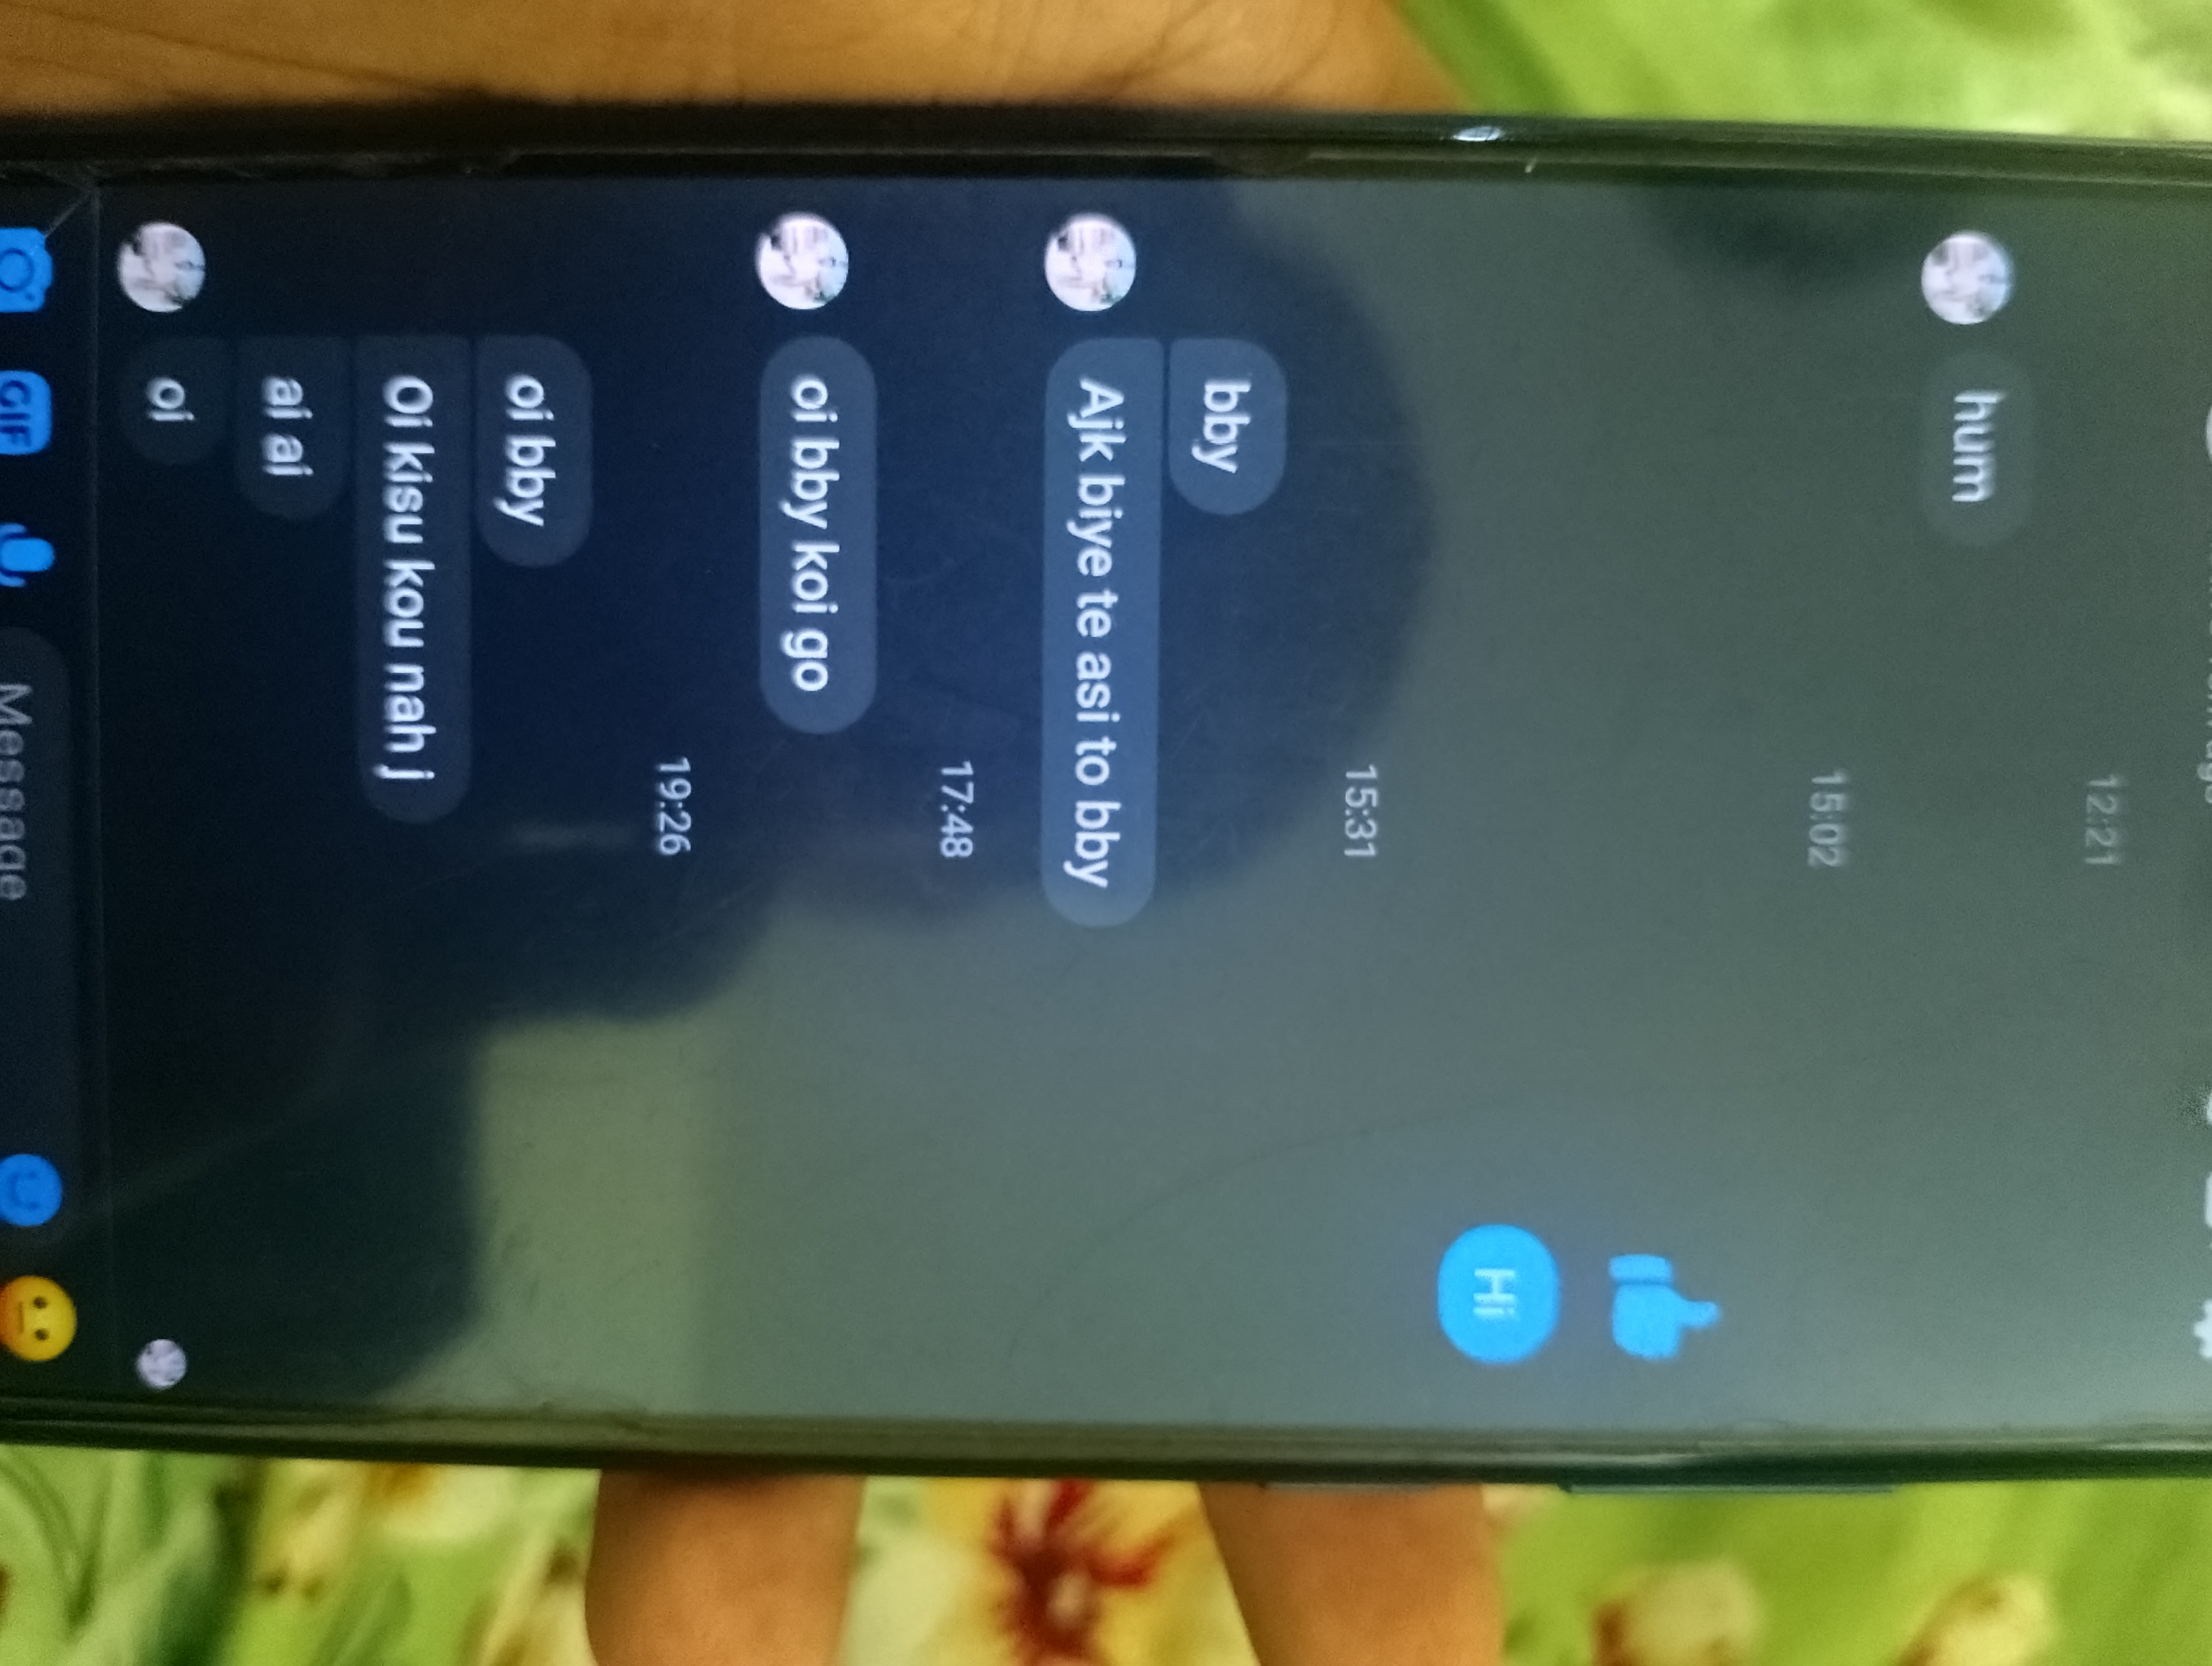 12:21
hum
15:02
Hi
15:31
bby
Ajk biye te asi to bby
17:48
oi bby koi go
19:26
oi bby
Oi kisu kou nah j
ai ai
oi
GIF
Message